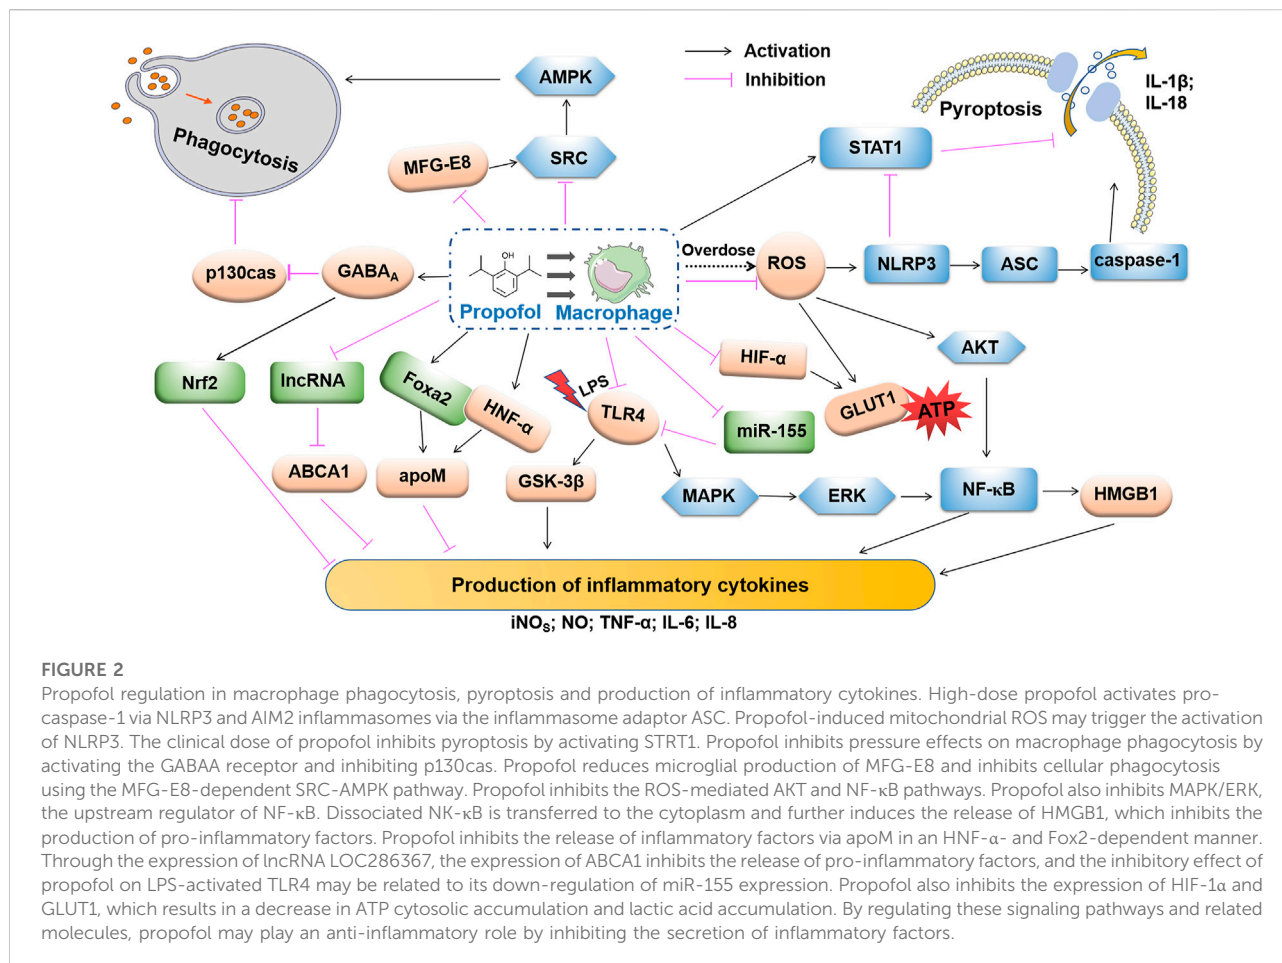 Activation
Inhibition
AMPK
IL-1β;
IL-18
Pyroptosis
Phagocytosis
MFG-E8
SRC
STAT1
p130cas
GABAA
OH
Propofol
Macrophage
Overdose
ROS
NLRP3
ASC
caspase-1
Nrf2
lncRNA
Foxa2
HNF-α
LPS
TLR4
HIF-α
AKT
GLUT1
ATP
miR-155
ABCA1
apoM
GSK-3β
MAPK
ERK
NF-κB
HMGB1
Production of inflammatory cytokines
iNOS; NO; TNF-α; IL-6; IL-8
FIGURE 2
Propofol regulation in macrophage phagocytosis, pyroptosis and production of inflammatory cytokines. High-dose propofol activates pro-
caspase-1 via NLRP3 and AIM2 inflammasomes via the inflammasome adaptor ASC. Propofol-induced mitochondrial ROS may trigger the activation
of NLRP3. The clinical dose of propofol inhibits pyroptosis by activating STRT1. Propofol inhibits pressure effects on macrophage phagocytosis by
activating the GABAA receptor and inhibiting p130cas. Propofol reduces microglial production of MFG-E8 and inhibits cellular phagocytosis
using the MFG-E8-dependent SRC-AMPK pathway. Propofol inhibits the ROS-mediated AKT and NF-κB pathways. Propofol also inhibits MAPK/ERK,
the upstream regulator of NF-κB. Dissociated NK-κB is transferred to the cytoplasm and further induces the release of HMGB1, which inhibits the
production of pro-inflammatory factors. Propofol inhibits the release of inflammatory factors via apoM in an HNF-α- and Fox2-dependent manner.
Through the expression of lncRNA LOC286367, the expression of ABCA1 inhibits the release of pro-inflammatory factors, and the inhibitory effect of
propofol on LPS-activated TLR4 may be related to its down-regulation of miR-155 expression. Propofol also inhibits the expression of HIF-1α and
GLUT1, which results in a decrease in ATP cytosolic accumulation and lactic acid accumulation. By regulating these signaling pathways and related
molecules, propofol may play an anti-inflammatory role by inhibiting the secretion of inflammatory factors.